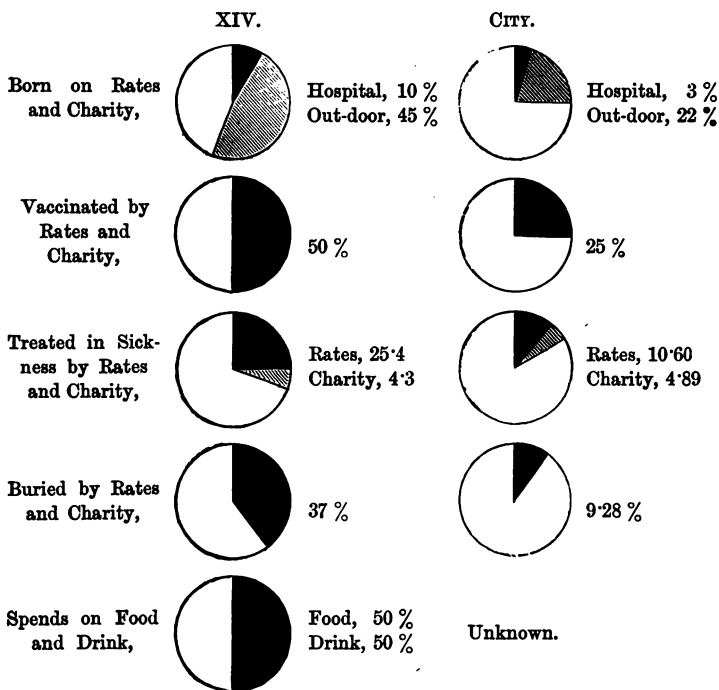 XIV.
CITY.
Born on Rates
and Charity,
Hospital, 10 %
Out-door, 45 %
Hospital, 3 %
Out-door, 22 %
Vaccinated by
Rates and
Charity,
50 %
25 %
Treated in Sick-
ness by Rates
and Charity,
Rates, 25·4
Charity, 4·3
Rates, 10·60
Charity, 4·89
Buried by Rates
and Charity,
37 %
9·28 %
Spends on Food
and Drink,
Food, 50 %
Drink, 50 %
Unknown.